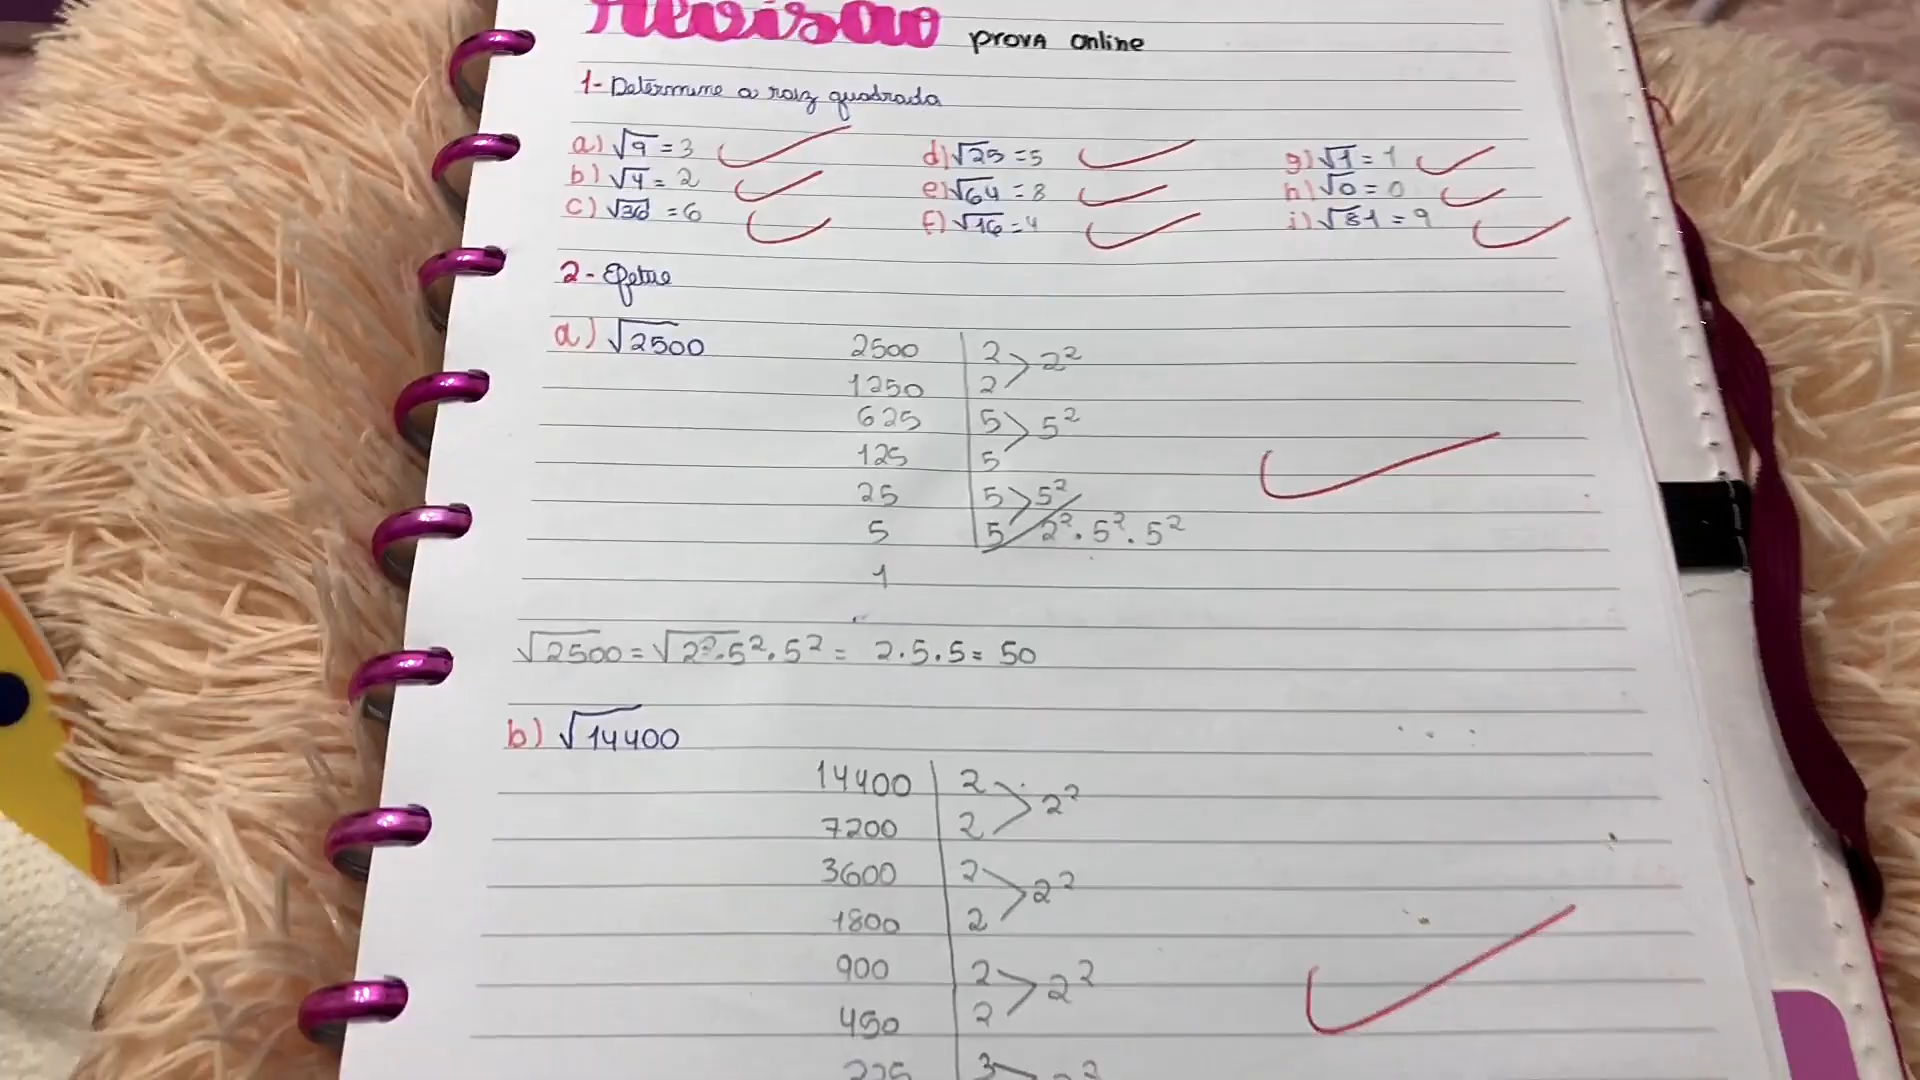 Revisão prova online
1- Determine a raiz quadrada
a) √9 = 3 d) √25 = 5 g) √1 = 1
b) √4 = 2 e) √64 = 8 h) √0 = 0
c) √36 = 6 f) √16 = 4 i) √81 = 9
2- Efetue
a) √2500
2500 | 2
1250 | 2 > 2²
625 | 5
125 | 5 > 5²
25 | 5
5 | 5 > 5²
1 2² . 5² . 5²
√2500 = √2² . 5² . 5² = 2 . 5 . 5 = 50
b) √14400
14400 | 2
7200 | 2 > 2²
3600 | 2
1800 | 2 > 2²
900 | 2
450 | 2 > 2²
225 | 3